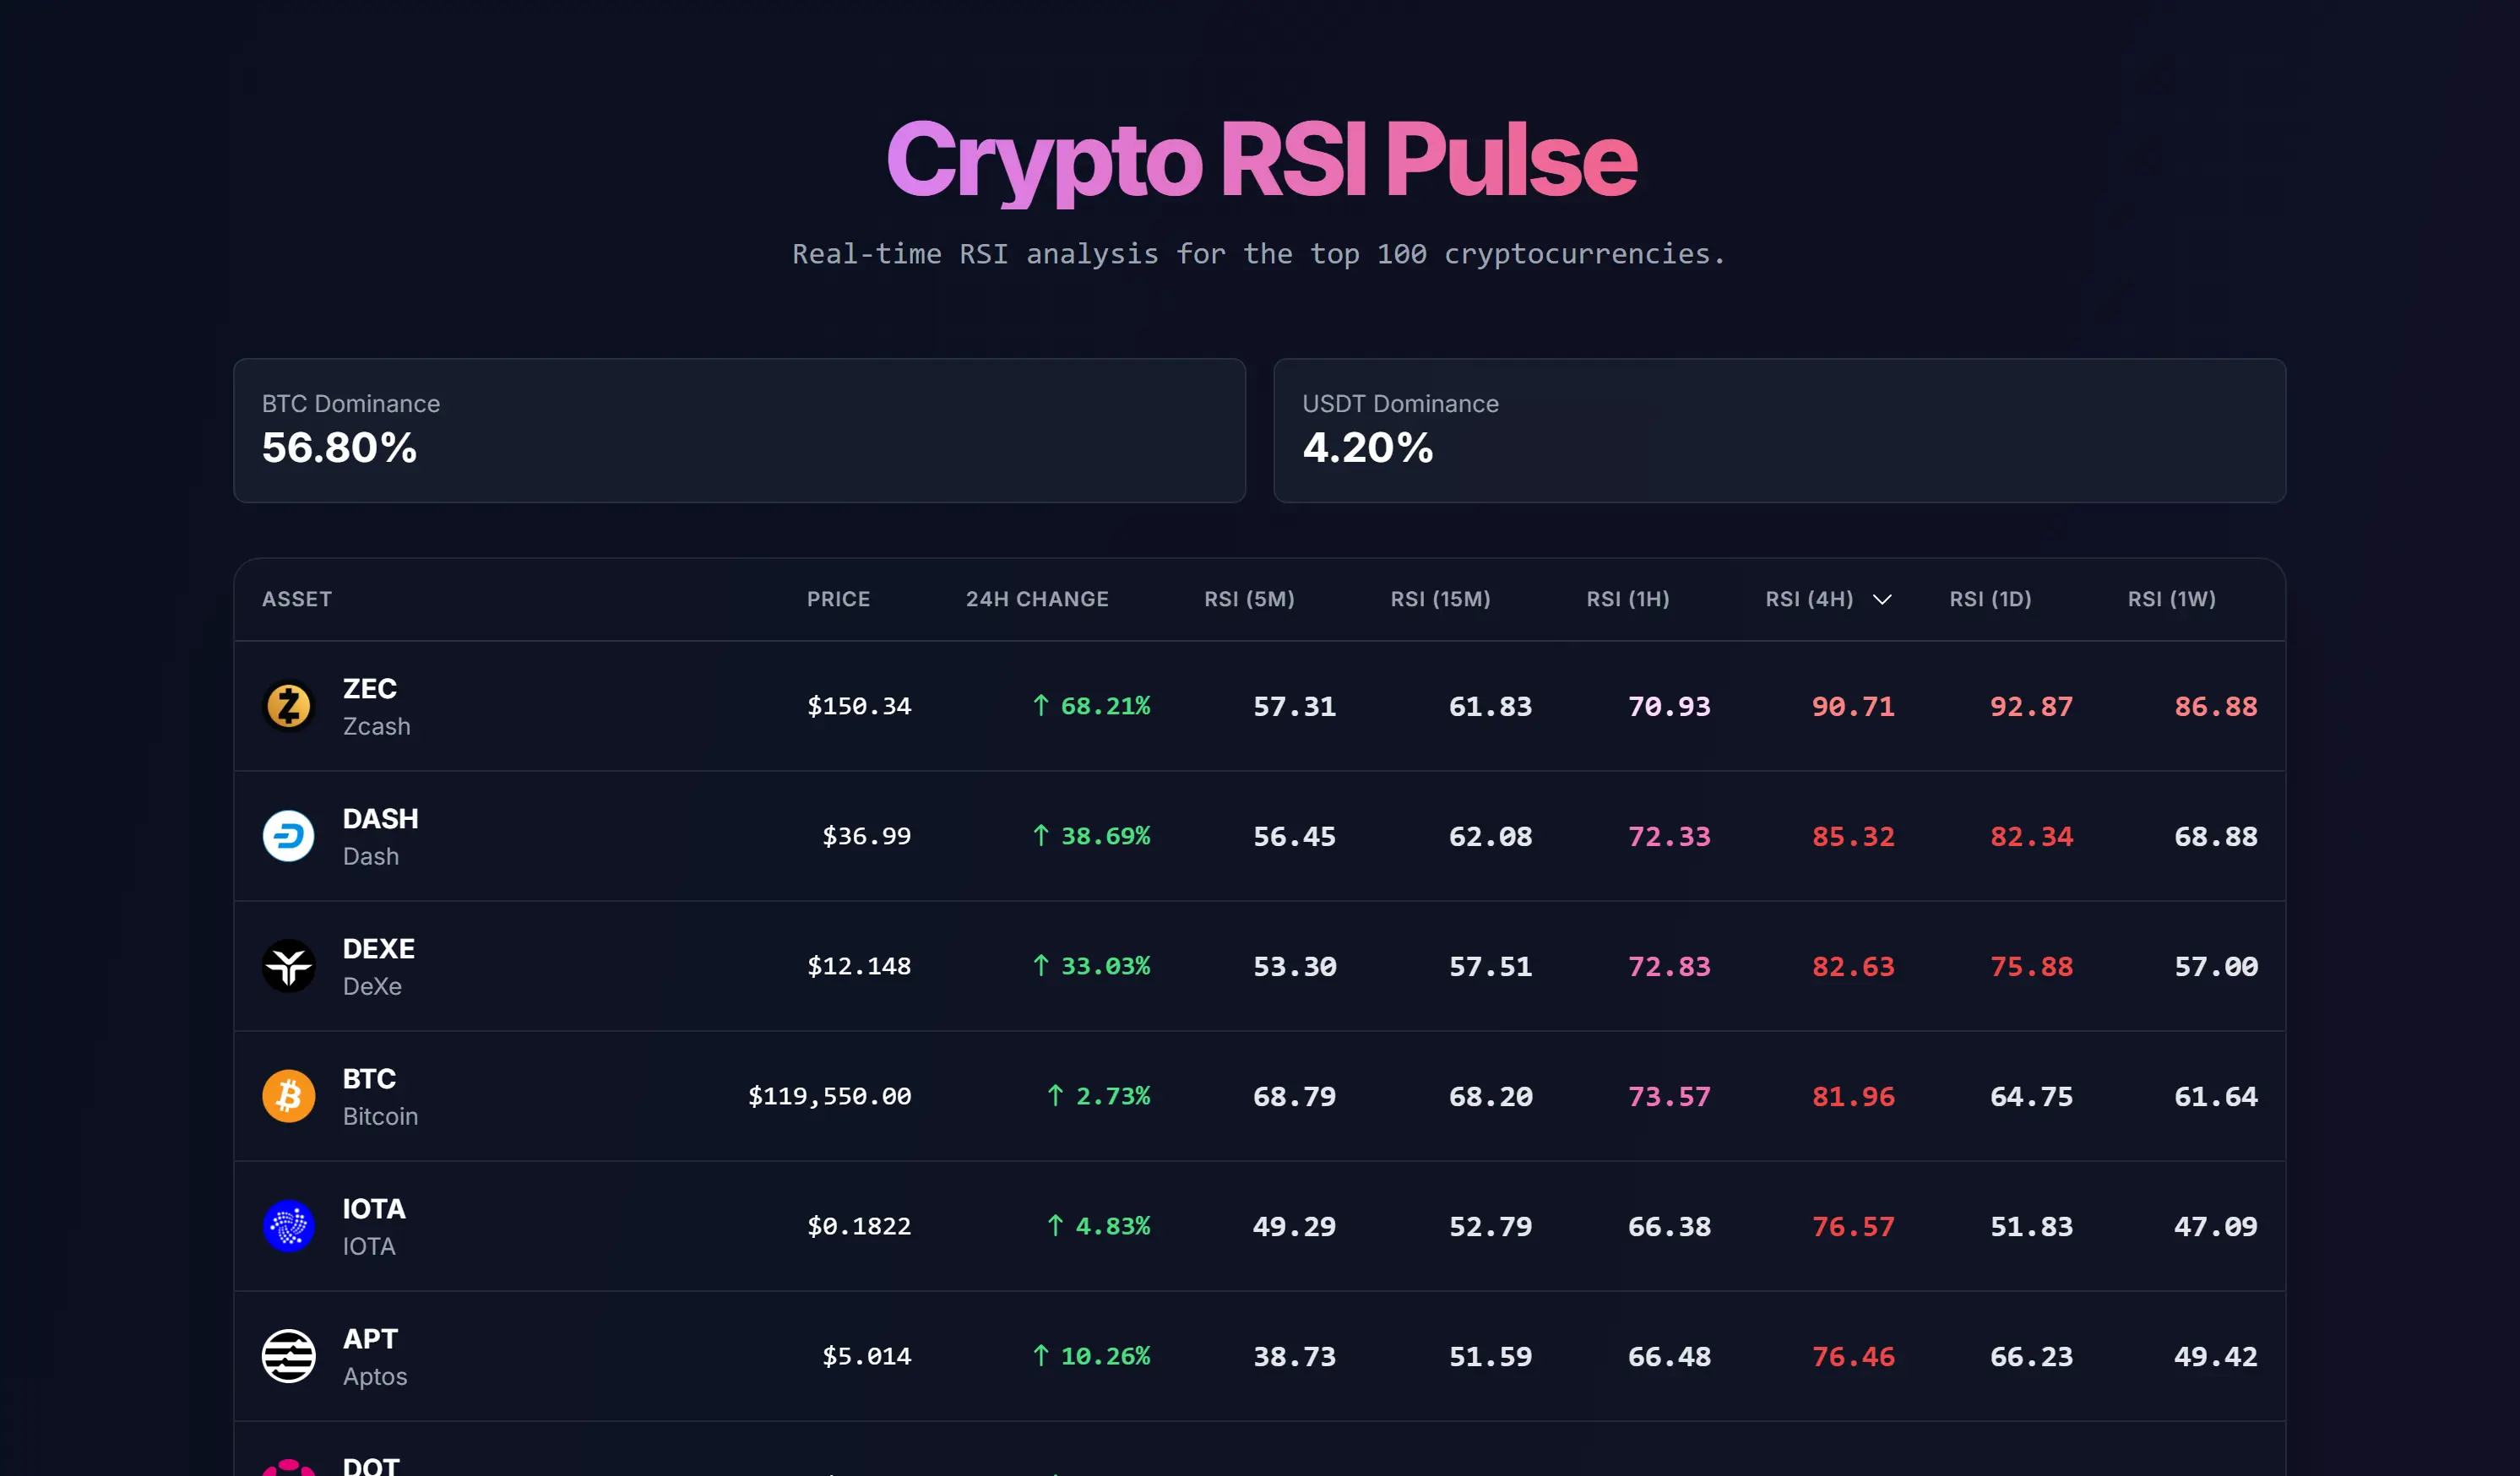 Crypto RSI Pulse
Real-time RSI analysis for the top 100 cryptocurrencies.
BTC Dominance
56.80%
USDT Dominance
4.20%
ASSET PRICE 24H CHANGE RSI (5M) RSI (15M) RSI (1H) RSI (4H) RSI (1D) RSI (1W)
ZEC
Zcash
$150.34 ↑ 68.21% 57.31 61.83 70.93 90.71 92.87 86.88
DASH
Dash
$36.99 ↑ 38.69% 56.45 62.08 72.33 85.32 82.34 68.88
DEXE
DeXe
$12.148 ↑ 33.03% 53.30 57.51 72.83 82.63 75.88 57.00
BTC
Bitcoin
$119,550.00 ↑ 2.73% 68.79 68.20 73.57 81.96 64.75 61.64
IOTA
IOTA
$0.1822 ↑ 4.83% 49.29 52.79 66.38 76.57 51.83 47.09
APT
Aptos
$5.014 ↑ 10.26% 38.73 51.59 66.48 76.46 66.23 49.42
DOT